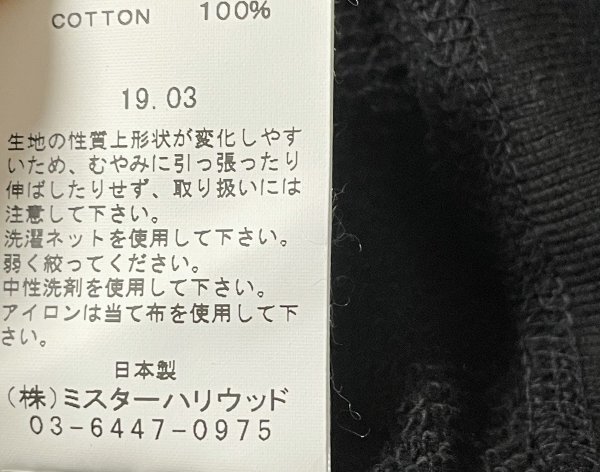 COTTON 100%
19.03
生地の性質上形状が変化しやす
いため、むやみに引っ張ったり
伸ばしたりせず、取り扱いには
注意して下さい。
洗濯ネットを使用して下さい。
弱く絞ってください。
中性洗剤を使用して下さい。
アイロンは当て布を使用して下
さい。
日本製
(株)ミスターハリウッド
03-6447-0975